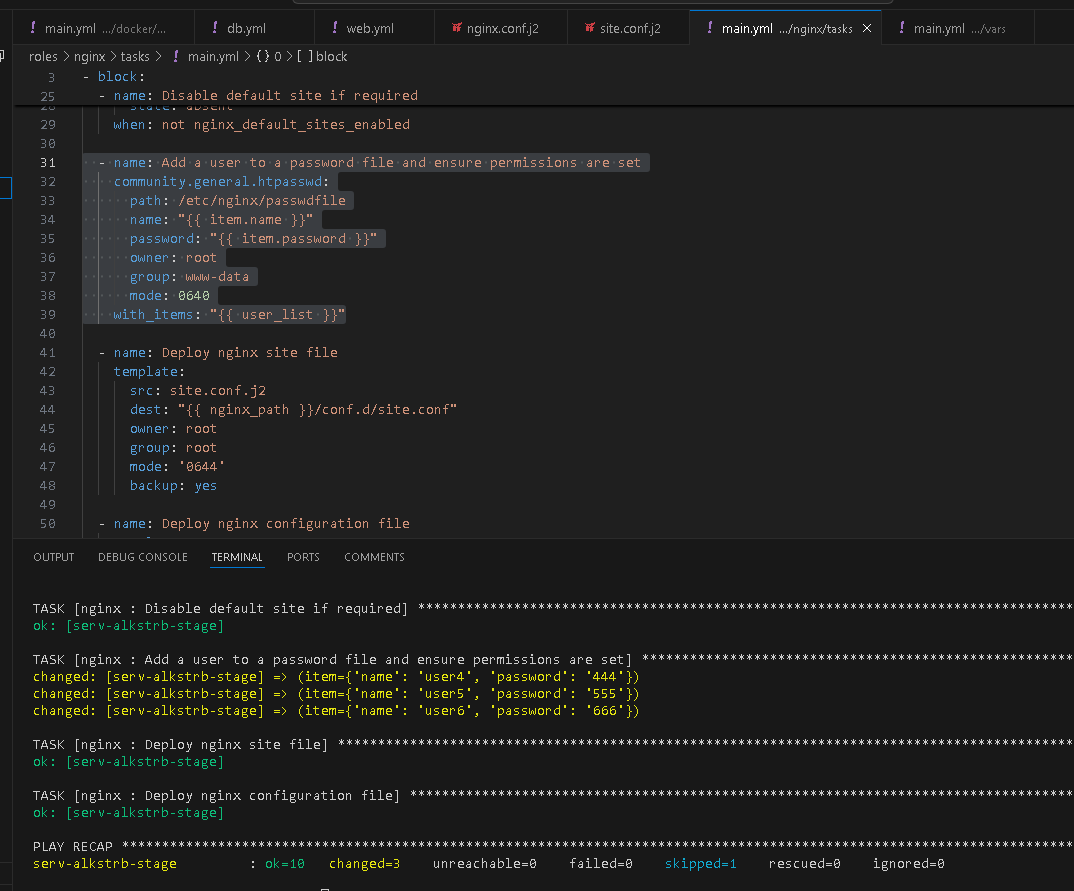 main.yml .../docker/... db.yml web.yml nginx.conf.j2 site.conf.j2 main.yml .../nginx/tasks main.yml .../vars
roles > nginx > tasks > ! main.yml > {} 0 > [ ] block
3 - block:
25 - name: Disable default site if required
28 state: absent
29 when: not nginx_default_sites_enabled
30
31 - name: Add a user to a password file and ensure permissions are set
32 community.general.htpasswd:
33 path: /etc/nginx/passwdfile
34 name: "{{ item.name }}"
35 password: "{{ item.password }}"
36 owner: root
37 group: www-data
38 mode: 0640
39 with_items: "{{ user_list }}"
40
41 - name: Deploy nginx site file
42 template:
43 src: site.conf.j2
44 dest: "{{ nginx_path }}/conf.d/site.conf"
45 owner: root
46 group: root
47 mode: '0644'
48 backup: yes
49
50 - name: Deploy nginx configuration file
OUTPUT DEBUG CONSOLE TERMINAL PORTS COMMENTS
TASK [nginx : Disable default site if required] **********************************************************************************
ok: [serv-alkstrb-stage]
TASK [nginx : Add a user to a password file and ensure permissions are set] ******************************************************
changed: [serv-alkstrb-stage] => (item={'name': 'user4', 'password': '444'})
changed: [serv-alkstrb-stage] => (item={'name': 'user5', 'password': '555'})
changed: [serv-alkstrb-stage] => (item={'name': 'user6', 'password': '666'})
TASK [nginx : Deploy nginx site file] ********************************************************************************************
ok: [serv-alkstrb-stage]
TASK [nginx : Deploy nginx configuration file] ***********************************************************************************
ok: [serv-alkstrb-stage]
PLAY RECAP ***********************************************************************************************************************
serv-alkstrb-stage : ok=10 changed=3 unreachable=0 failed=0 skipped=1 rescued=0 ignored=0